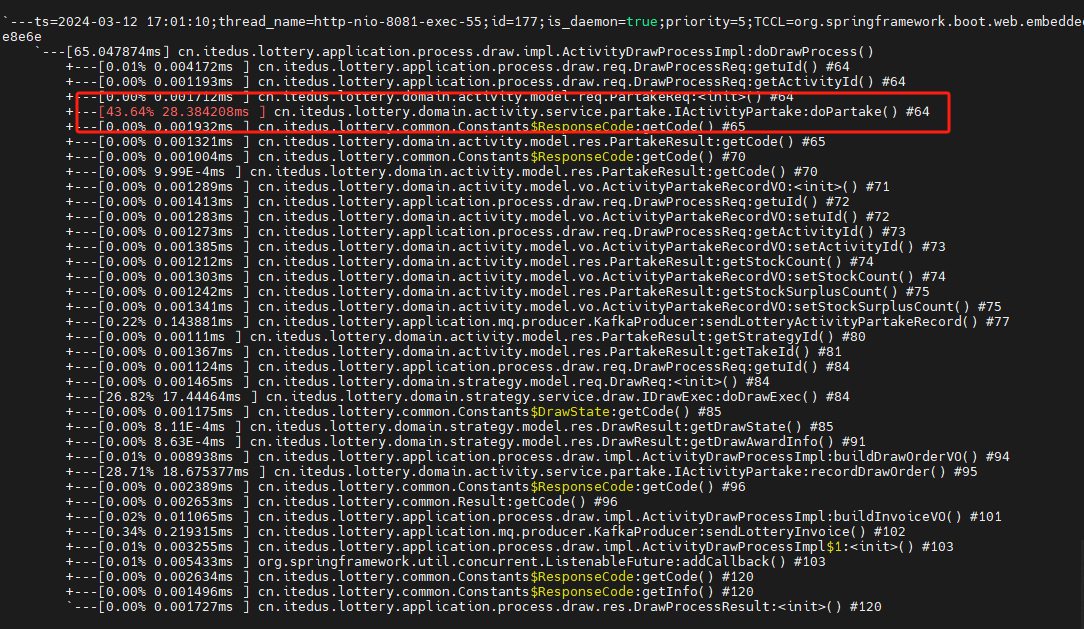 `---ts=2024-03-12 17:01:10;thread_name=http-nio-8081-exec-55;id=177;is_daemon=true;priority=5;TCCL=org.springframework.boot.web.embedde
e8e6e
`---[65.047874ms] cn.itedus.lottery.application.process.draw.impl.ActivityDrawProcessImpl:doDrawProcess()
+---[0.01% 0.004172ms ] cn.itedus.lottery.application.process.draw.req.DrawProcessReq:getuId() #64
+---[0.00% 0.001193ms ] cn.itedus.lottery.application.process.draw.req.DrawProcessReq:getActivityId() #64
+---[0.00% 0.001712ms ] cn.itedus.lottery.domain.activity.model.req.PartakeReq:<init>() #64
+---[43.64% 28.384208ms ] cn.itedus.lottery.domain.activity.service.partake.IActivityPartake:doPartake() #64
+---[0.00% 0.001932ms ] cn.itedus.lottery.common.Constants$ResponseCode:getCode() #65
+---[0.00% 0.001321ms ] cn.itedus.lottery.domain.activity.model.res.PartakeResult:getCode() #65
+---[0.00% 0.001004ms ] cn.itedus.lottery.common.Constants$ResponseCode:getCode() #70
+---[0.00% 9.99E-4ms ] cn.itedus.lottery.domain.activity.model.res.PartakeResult:getCode() #70
+---[0.00% 0.001289ms ] cn.itedus.lottery.domain.activity.model.vo.ActivityPartakeRecordVO:<init>() #71
+---[0.00% 0.001413ms ] cn.itedus.lottery.application.process.draw.req.DrawProcessReq:getuId() #72
+---[0.00% 0.001283ms ] cn.itedus.lottery.domain.activity.model.vo.ActivityPartakeRecordVO:setuId() #72
+---[0.00% 0.001273ms ] cn.itedus.lottery.application.process.draw.req.DrawProcessReq:getActivityId() #73
+---[0.00% 0.001385ms ] cn.itedus.lottery.domain.activity.model.vo.ActivityPartakeRecordVO:setActivityId() #73
+---[0.00% 0.001212ms ] cn.itedus.lottery.domain.activity.model.res.PartakeResult:getStockCount() #74
+---[0.00% 0.001303ms ] cn.itedus.lottery.domain.activity.model.vo.ActivityPartakeRecordVO:setStockCount() #74
+---[0.00% 0.001242ms ] cn.itedus.lottery.domain.activity.model.res.PartakeResult:getStockSurplusCount() #75
+---[0.00% 0.001341ms ] cn.itedus.lottery.domain.activity.model.vo.ActivityPartakeRecordVO:setStockSurplusCount() #75
+---[0.22% 0.143881ms ] cn.itedus.lottery.application.mq.producer.KafkaProducer:sendLotteryActivityPartakeRecord() #77
+---[0.00% 0.00111ms ] cn.itedus.lottery.domain.activity.model.res.PartakeResult:getStrategyId() #80
+---[0.00% 0.001367ms ] cn.itedus.lottery.domain.activity.model.res.PartakeResult:getTakeId() #81
+---[0.00% 0.001124ms ] cn.itedus.lottery.application.process.draw.req.DrawProcessReq:getuId() #84
+---[0.00% 0.001465ms ] cn.itedus.lottery.domain.strategy.model.req.DrawReq:<init>() #84
+---[26.82% 17.44464ms ] cn.itedus.lottery.domain.strategy.service.draw.IDrawExec:doDrawExec() #84
+---[0.00% 0.001175ms ] cn.itedus.lottery.common.Constants$DrawState:getCode() #85
+---[0.00% 8.11E-4ms ] cn.itedus.lottery.domain.strategy.model.res.DrawResult:getDrawState() #85
+---[0.00% 8.63E-4ms ] cn.itedus.lottery.domain.strategy.model.res.DrawResult:getDrawAwardInfo() #91
+---[0.01% 0.008938ms ] cn.itedus.lottery.application.process.draw.impl.ActivityDrawProcessImpl:buildDrawOrderVO() #94
+---[28.71% 18.675377ms ] cn.itedus.lottery.domain.activity.service.partake.IActivityPartake:recordDrawOrder() #95
+---[0.00% 0.002389ms ] cn.itedus.lottery.common.Constants$ResponseCode:getCode() #96
+---[0.00% 0.002653ms ] cn.itedus.lottery.common.Result:getCode() #96
+---[0.02% 0.011065ms ] cn.itedus.lottery.application.process.draw.impl.ActivityDrawProcessImpl:buildInvoiceVO() #101
+---[0.34% 0.219315ms ] cn.itedus.lottery.application.mq.producer.KafkaProducer:sendLotteryInvoice() #102
+---[0.01% 0.003255ms ] cn.itedus.lottery.application.process.draw.impl.ActivityDrawProcessImpl$1:<init>() #103
+---[0.01% 0.005433ms ] org.springframework.util.concurrent.ListenableFuture:addCallback() #103
+---[0.00% 0.002634ms ] cn.itedus.lottery.common.Constants$ResponseCode:getCode() #120
+---[0.00% 0.001496ms ] cn.itedus.lottery.common.Constants$ResponseCode:getInfo() #120
`---[0.00% 0.001727ms ] cn.itedus.lottery.application.process.draw.res.DrawProcessResult:<init>() #120